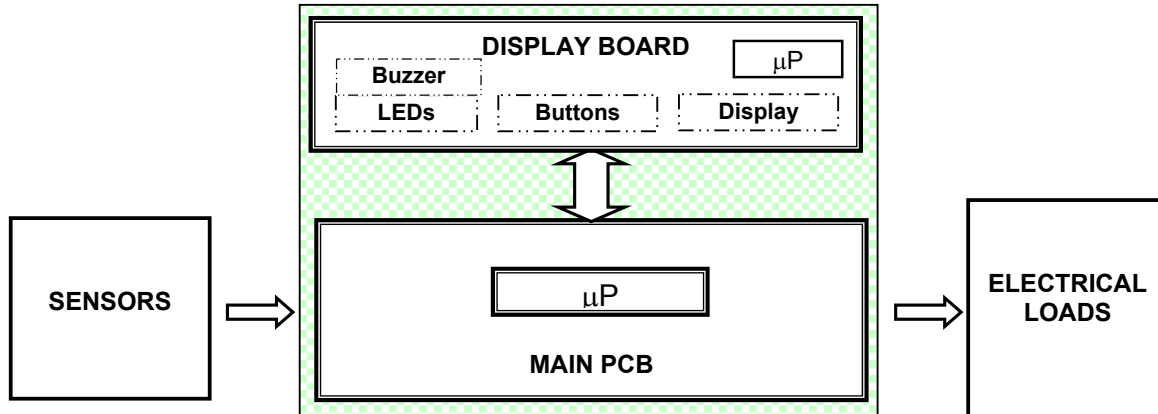 DISPLAY BOARD
μP
Buzzer
LEDs
Buttons
Display
SENSORS
μP
MAIN PCB
ELECTRICAL
LOADS